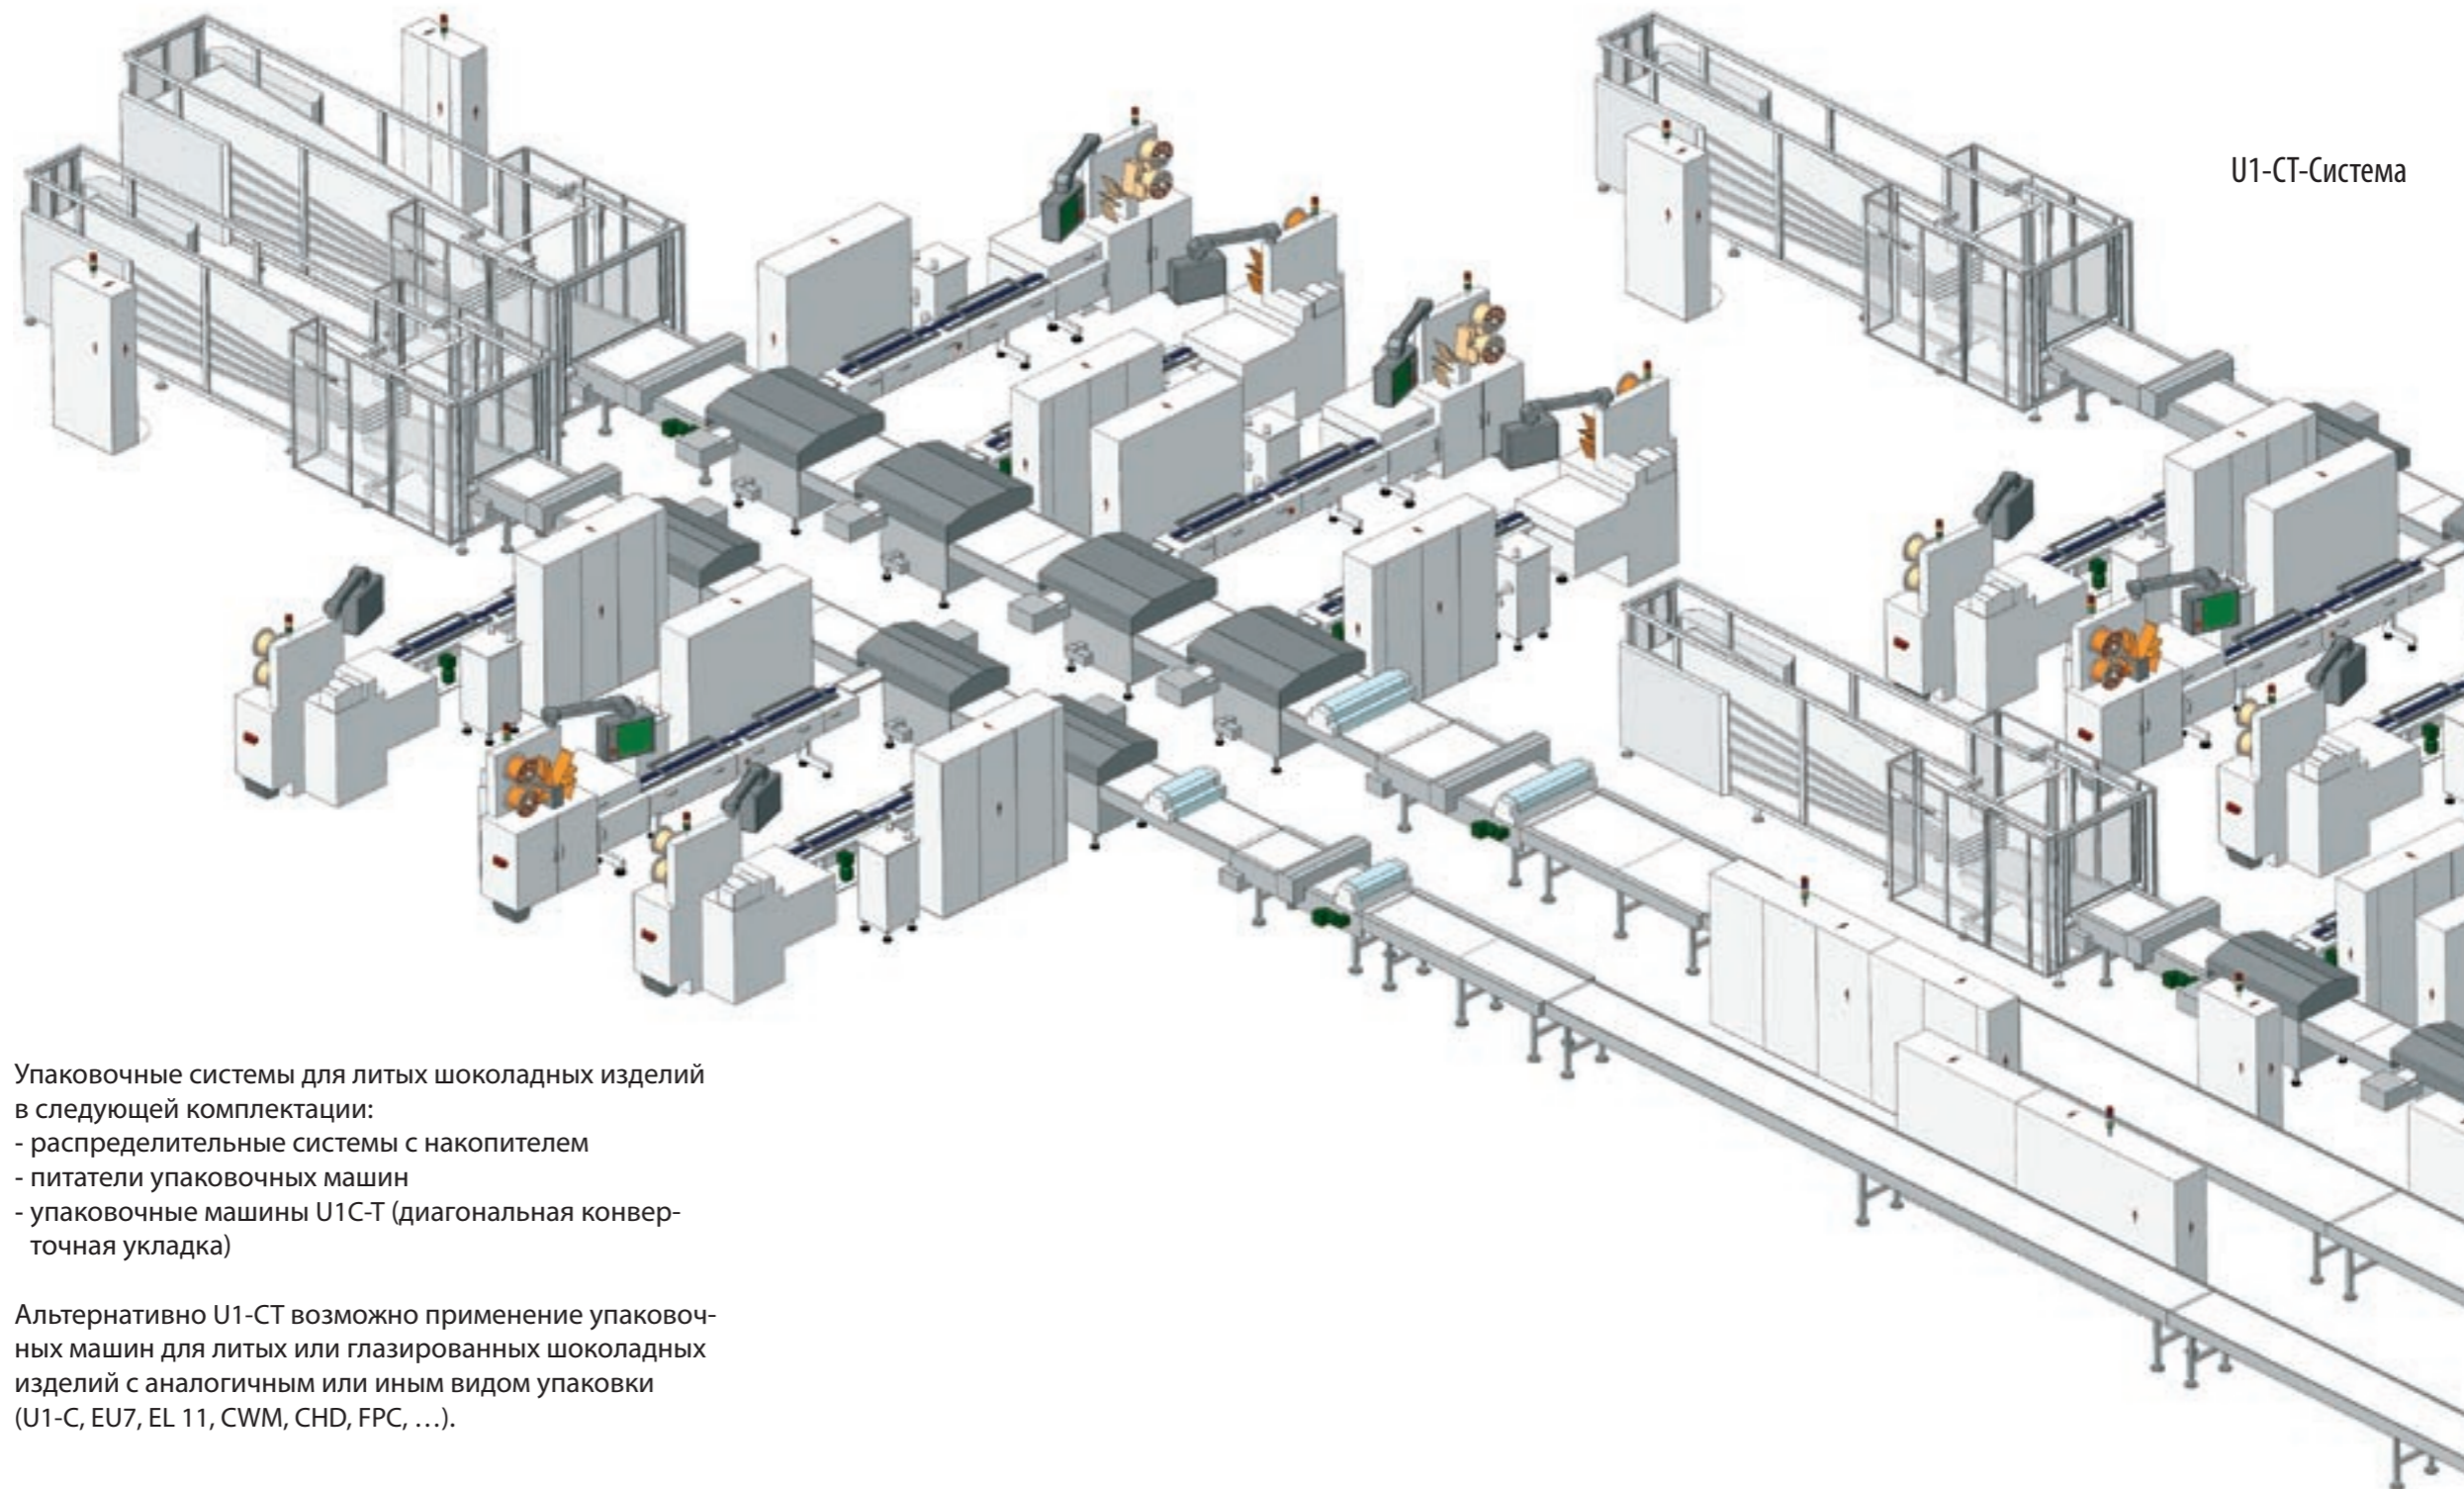 U1-CT-Система
Упаковочные системы для литых шоколадных изделий
в следующей комплектации:
- распределительные системы с накопителем
- питатели упаковочных машин
- упаковочные машины U1C-T (диагональная конвер-
точная укладка)
Альтернативно U1-CT возможно применение упаковоч-
ных машин для литых или глазированных шоколадных
изделий с аналогичным или иным видом упаковки
(U1-C, EU7, EL 11, CWM, CHD, FPC, …).